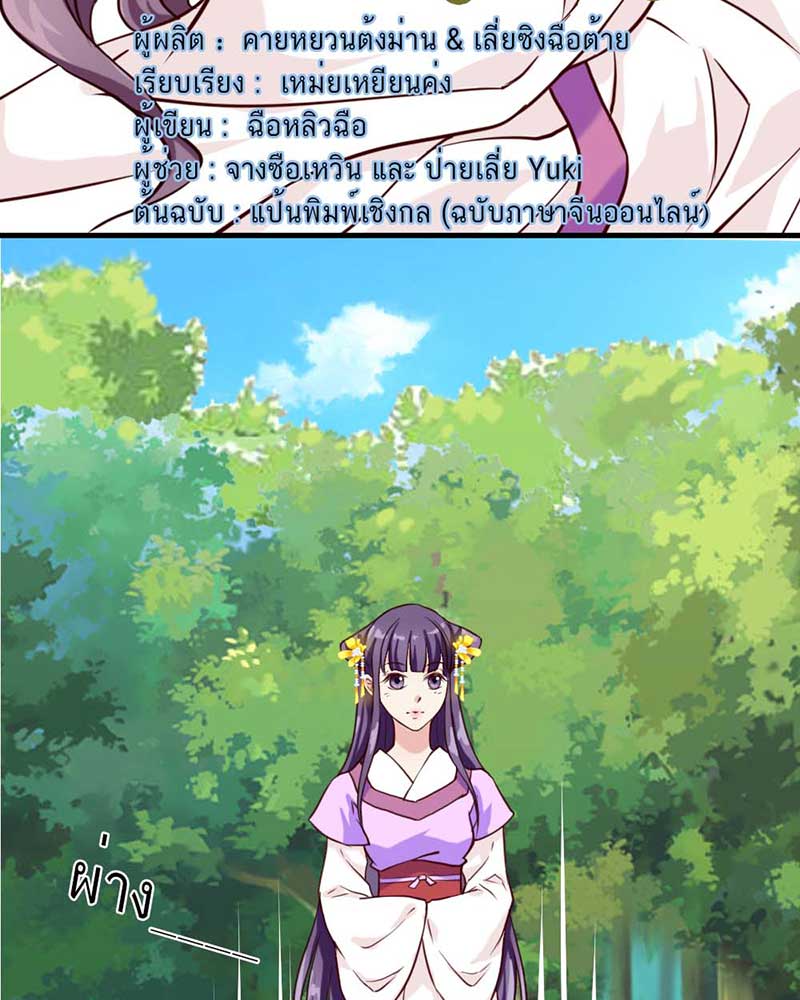 ผู้ผลิต : คายหยวนต้งม่าน & เลี่ยซิงฉือต้าย
เรียบเรียง : เหม่ยเหยียนค่ง
ผู้เขียน : ฉือหลิวฉือ
ผู้ช่วย : จางซือเหวิน และ ป่ายเลี่ย Yuki
ต้นฉบับ : แป้นพิมพ์เชิงกล (ฉบับภาษาจีนออนไลน์)
ผ่าง